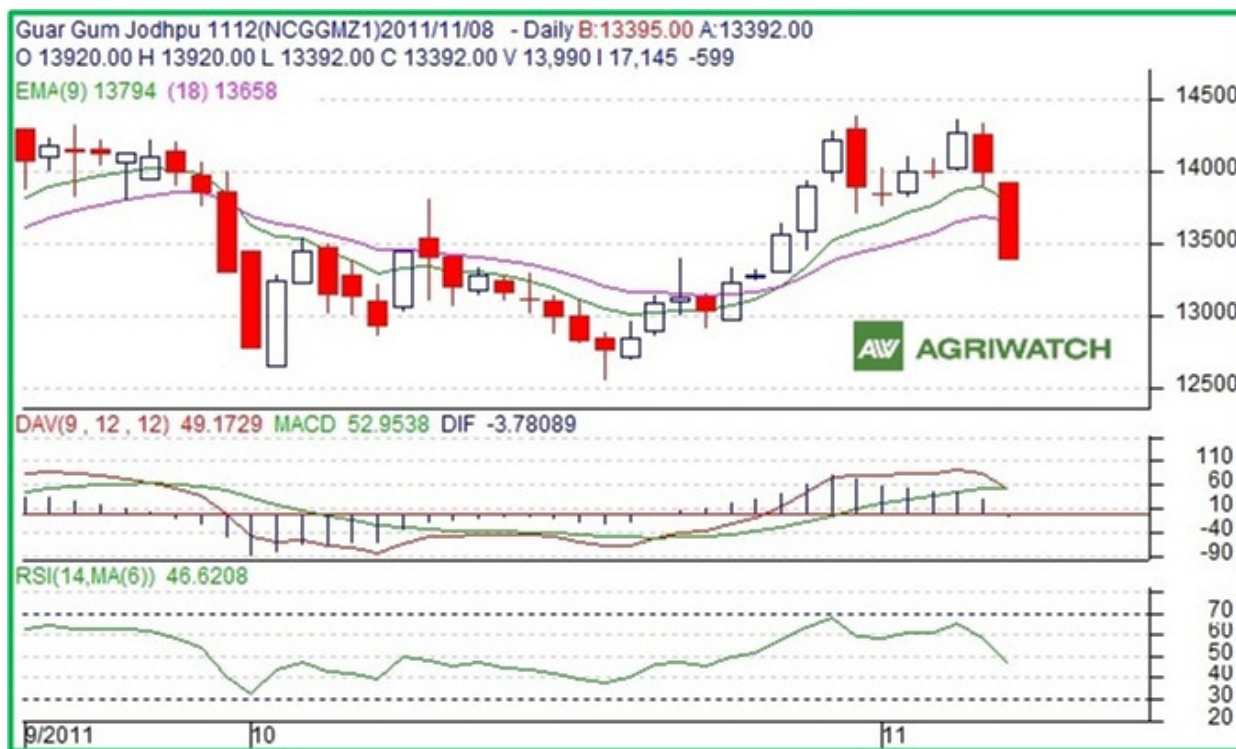 Guar Gum Jodhpu 1112(NCGGMZ1)2011/11/08 - Daily B:13395.00 A:13392.00
O 13920.00 H 13920.00 L 13392.00 C 13392.00 V 13,990 I 17,145 -599
EMA(9) 13794 (18) 13658
14500
14000
13500
13000
12500
AGRIWATCH
DAV(9 , 12 , 12) 49.1729 MACD 52.9538 DIF -3.78089
110
60
10
-40
-90
RSI(14,MA(6)) 46.6208
70
60
50
40
30
20
9/2011 10 11